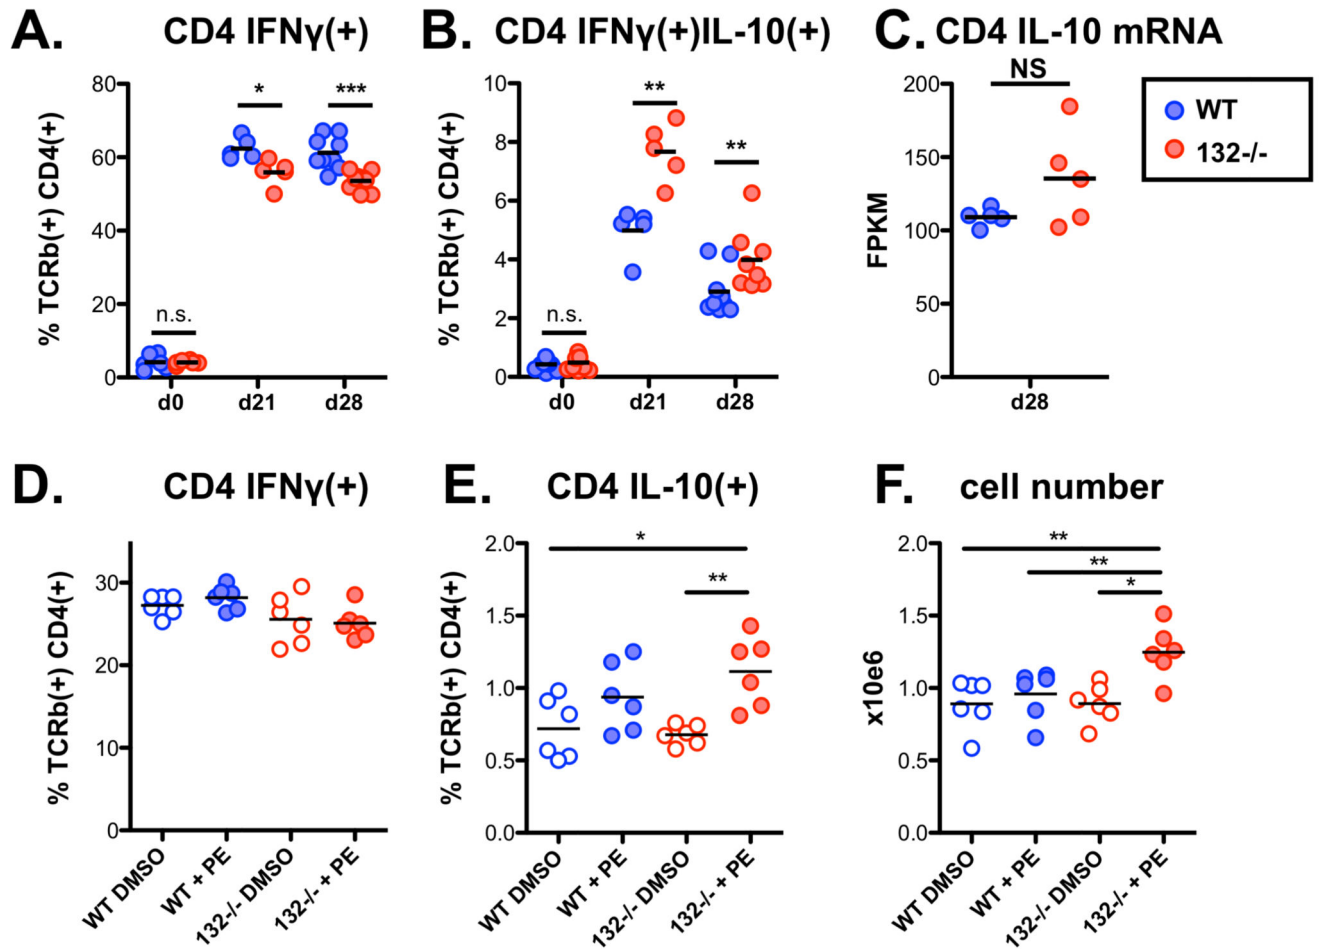 A. CD4 IFNγ(+)
% TCRb(+) CD4(+)
80
60
40
20
0
n.s.
*
***
d0 d21 d28
B. CD4 IFNγ(+)IL-10(+)
% TCRb(+) CD4(+)
10
8
6
4
2
0
n.s.
**
**
d0 d21 d28
C. CD4 IL-10 mRNA
FPKM
200
150
100
50
0
NS
d28
WT
132-/-
D. CD4 IFNγ(+)
% TCRb(+) CD4(+)
30
20
10
0
WT DMSO
WT + PE
132-/- DMSO
132-/- + PE
E. CD4 IL-10(+)
% TCRb(+) CD4(+)
2.0
1.5
1.0
0.5
0.0
*
**
WT DMSO
WT + PE
132-/- DMSO
132-/- + PE
F. cell number
x10e6
2.0
1.5
1.0
0.5
0.0
**
**
*
WT DMSO
WT + PE
132-/- DMSO
132-/- + PE